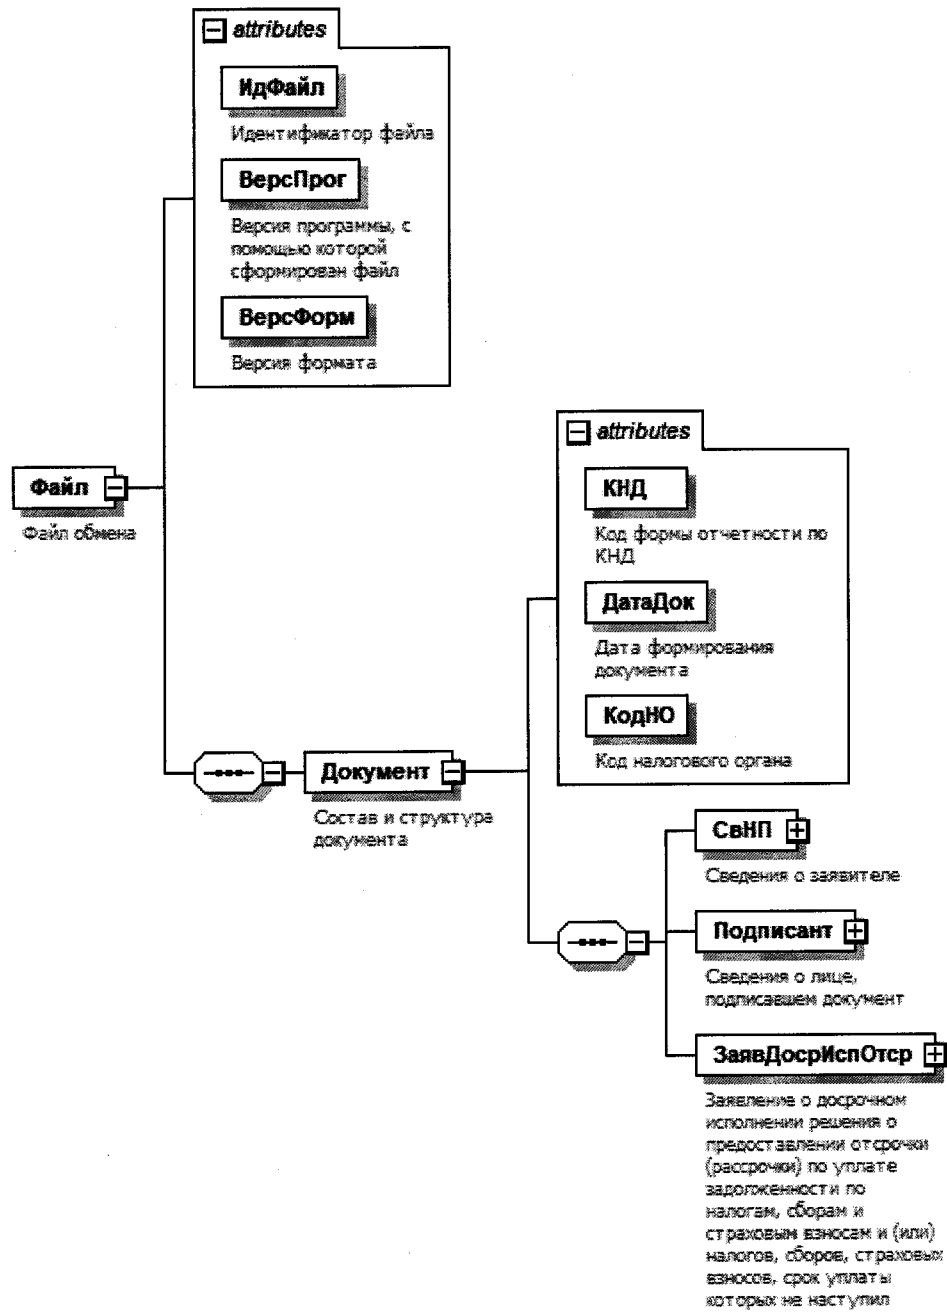 attributes
ИдФайл
Идентификатор файла
ВерсПрог
Версия программы, с
помощью которой
сформирован файл
ВерсФорм
Версия формата
Файл
Файл обмена
attributes
КНД
Код формы отчетности по
КНД
ДатаДок
Дата формирования
документа
КодНО
Код налогового органа
Документ
Состав и структура
документа
СвНП
Сведения о заявителе
Подписант
Сведения о лице,
подписавшем документ
ЗаявДосрИспОтср
Заявление о досрочном
исполнении решения о
предоставлении отсрочки
(рассрочки) по уплате
задолженности по
налогам, сборам и
страховым взносам и (или)
налогов, сборов, страховых
взносов, срок уплаты
которых не наступил